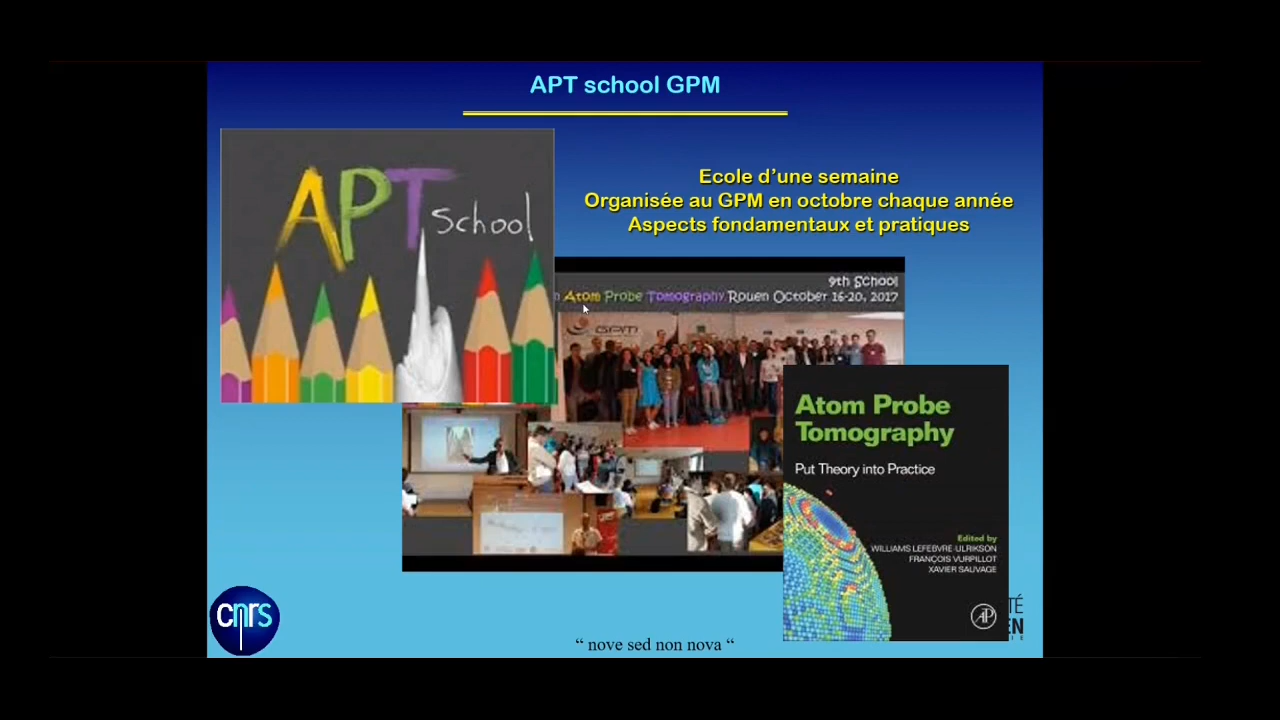 APT school GPM
APT school
Ecole d'une semaine
Organisée au GPM en octobre chaque année
Aspects fondamentaux et pratiques
9th School
Atom Probe Tomography Rouen October 16-20, 2017
GPM
Atom Probe
Tomography
Put Theory into Practice
Edited by
WILLIAMS LEFEBVRE-ULRIKSON
FRANÇOIS VURPILLOT
XAVIER SAUVAGE
AP
cnrs
“ nove sed non nova “